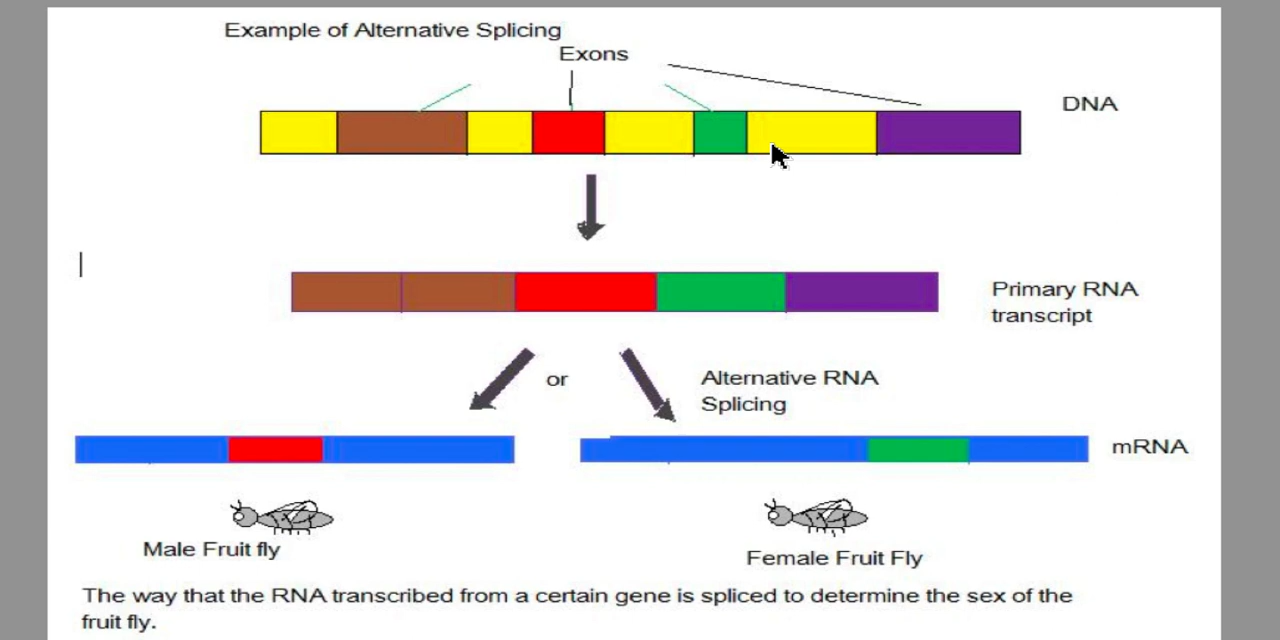 Example of Alternative Splicing
Exons
DNA
Primary RNA
transcript
or
Alternative RNA
Splicing
mRNA
Male Fruit fly
Female Fruit Fly
The way that the RNA transcribed from a certain gene is spliced to determine the sex of the
fruit fly.